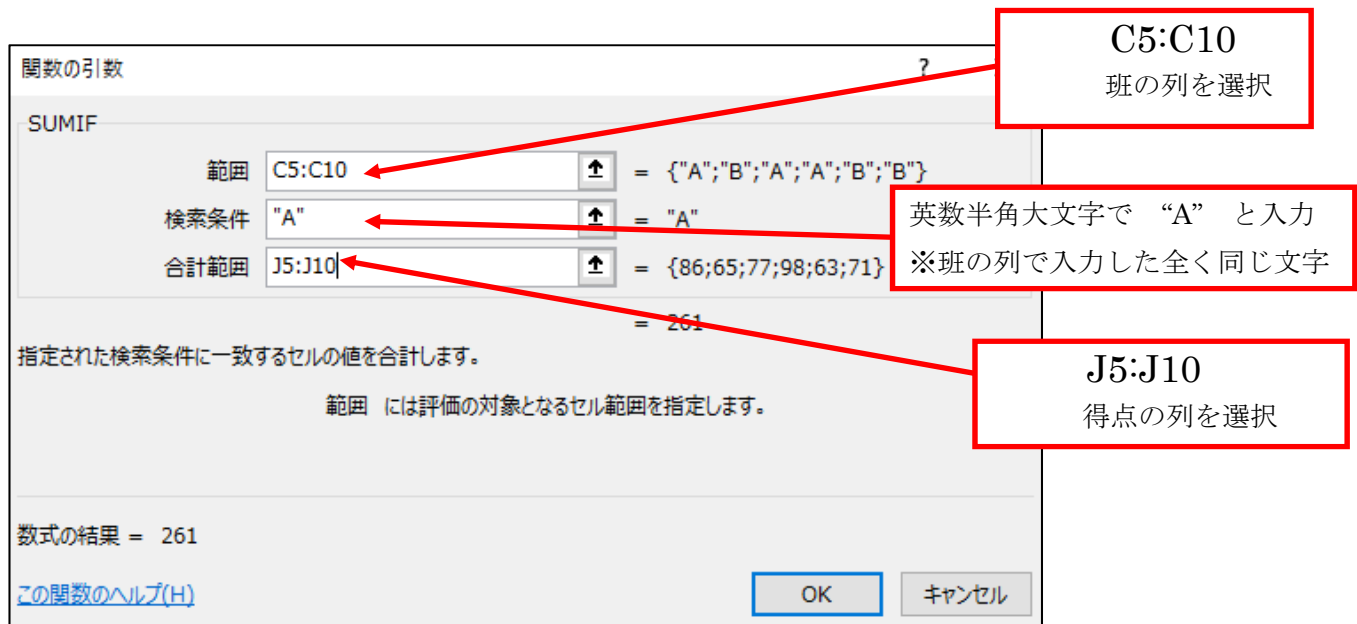 C5:C10
班の列を選択
関数の引数 ?
SUMIF
範囲 C5:C10 = {"A";"B";"A";"A";"B";"B"}
検索条件 "A" = "A"
英数半角大文字で “A” と入力
※班の列で入力した全く同じ文字
合計範囲 J5:J10 = {86;65;77;98;63;71}
= 261
指定された検索条件に一致するセルの値を合計します。
J5:J10
得点の列を選択
範囲 には評価の対象となるセル範囲を指定します。
数式の結果 = 261
この関数のヘルプ(H)
OK キャンセル